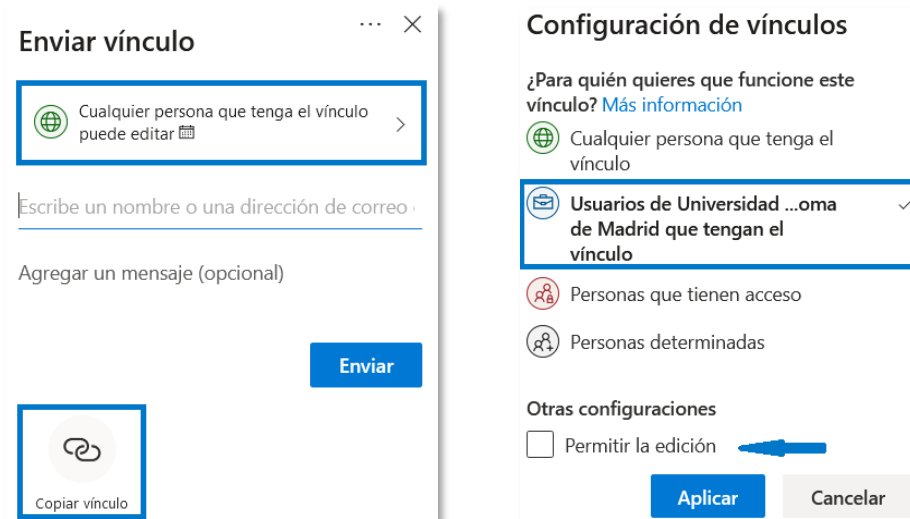 Enviar vínculo
Cualquier persona que tenga el vínculo
puede editar
Escribe un nombre o una dirección de correo
Agregar un mensaje (opcional)
Enviar
Copiar vínculo
Configuración de vínculos
¿Para quién quieres que funcione este
vínculo? Más información
Cualquier persona que tenga el
vínculo
Usuarios de Universidad ...oma
de Madrid que tengan el
vínculo
Personas que tienen acceso
Personas determinadas
Otras configuraciones
Permitir la edición
Aplicar
Cancelar